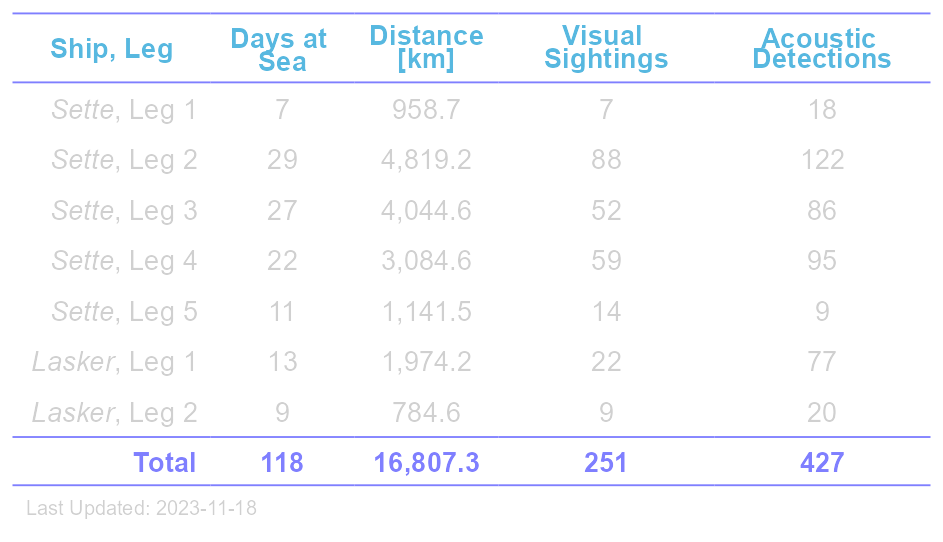 Ship, Leg Days at Sea Distance [km] Visual Sightings Acoustic Detections
Sette, Leg 1 7 958.7 7 18
Sette, Leg 2 29 4,819.2 88 122
Sette, Leg 3 27 4,044.6 52 86
Sette, Leg 4 22 3,084.6 59 95
Sette, Leg 5 11 1,141.5 14 9
Lasker, Leg 1 13 1,974.2 22 77
Lasker, Leg 2 9 784.6 9 20
Total 118 16,807.3 251 427
Last Updated: 2023-11-18